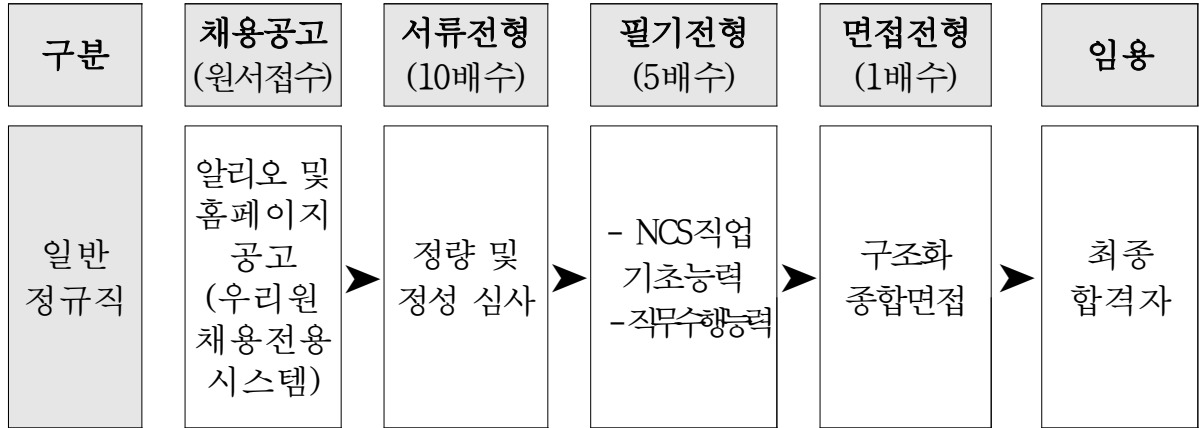 구분
채용공고
(원서접수)
서류전형
(10배수)
필기전형
(5배수)
면접전형
(1배수)
임용
일반
정규직
알리오 및
홈페이지
공고
(우리원
채용전용
시스템)
정량 및
정성 심사
- NCS직업
기초능력
- 직무수행능력
구조화
종합면접
최종
합격자